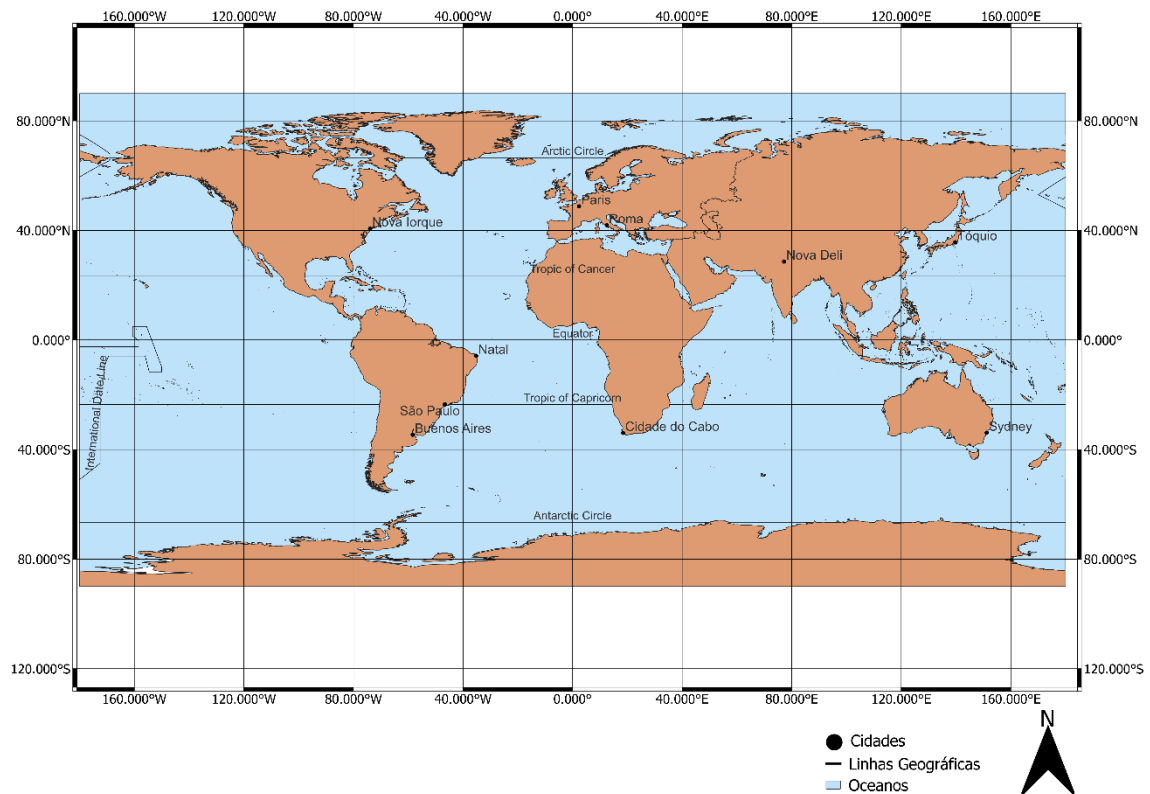 160.000°W 120.000°W 80.000°W 40.000°W 0.000° 40.000°E 80.000°E 120.000°E 160.000°E
80.000°N 80.000°N
Arctic Circle
Paris
Nova Iorque Roma
40.000°N 40.000°N
Tóquio
Nova Deli
Tropic of Cancer
Equator
0.000° 0.000°
Natal
International Date Line
Tropic of Capricorn
São Paulo
Buenos Aires Cidade do Cabo Sydney
40.000°S 40.000°S
Antarctic Circle
80.000°S 80.000°S
120.000°S 120.000°S
160.000°W 120.000°W 80.000°W 40.000°W 0.000° 40.000°E 80.000°E 120.000°E 160.000°E
N
Cidades
Linhas Geográficas
Oceanos